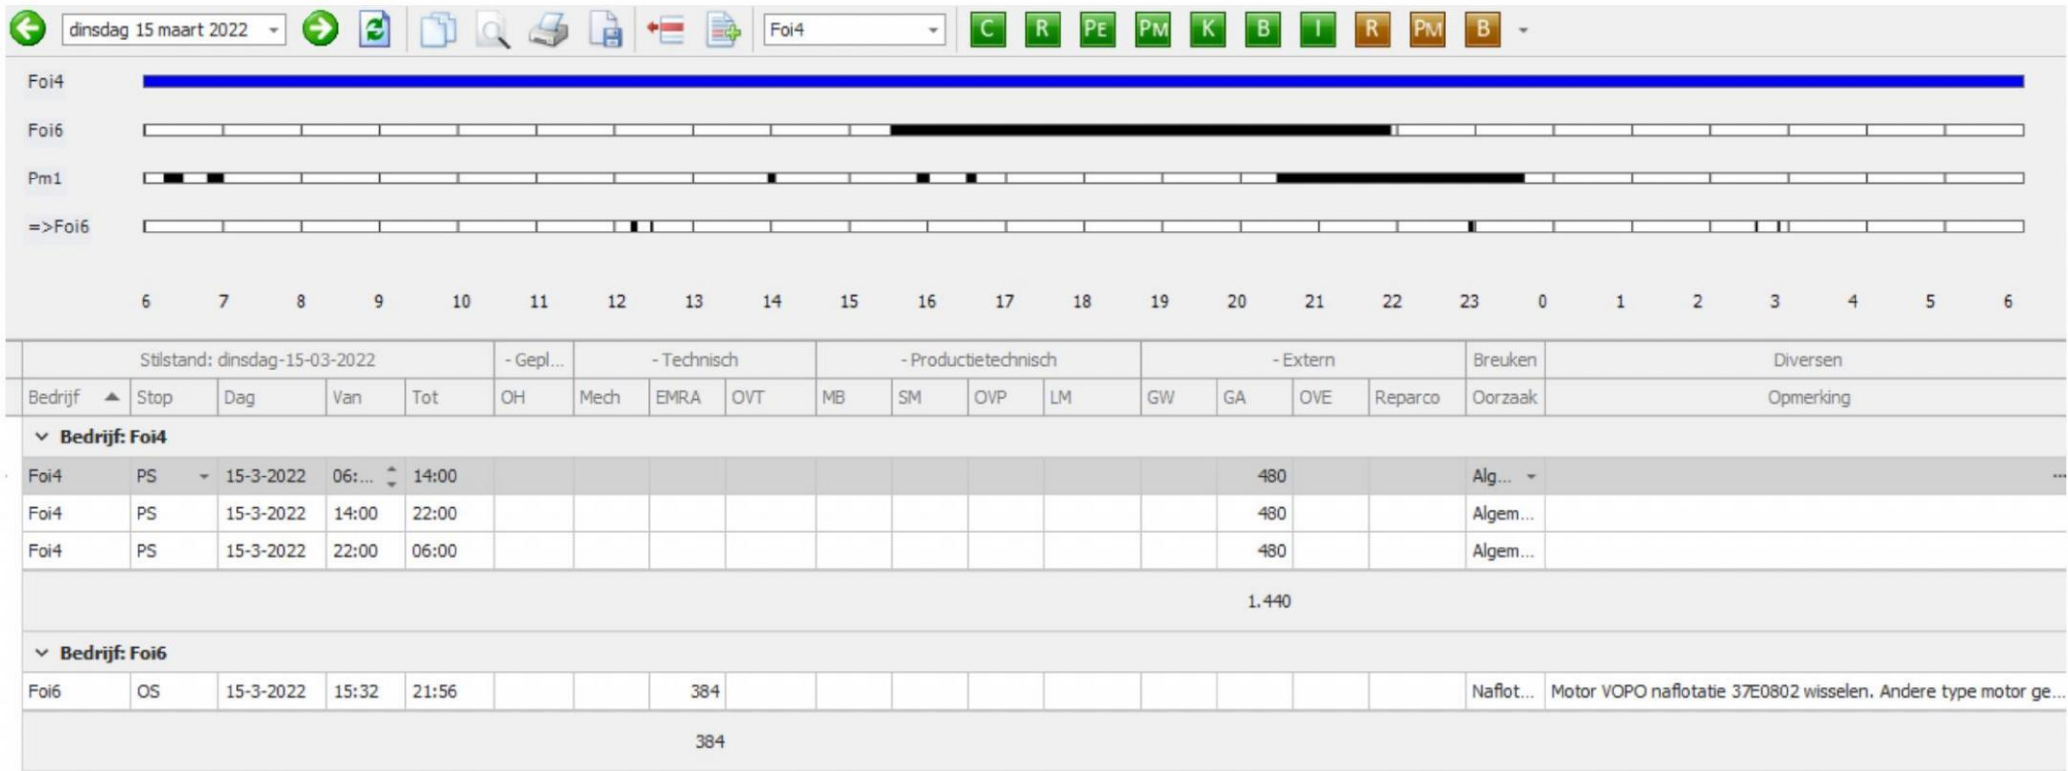 dinsdag 15 maart 2022 Foi4 C R PE PM K B I R PM B
Foi4
Foi6
Pm1
=>Foi6
6 7 8 9 10 11 12 13 14 15 16 17 18 19 20 21 22 23 0 1 2 3 4 5 6
Stilstand: dinsdag-15-03-2022 - Gepl... - Technisch - Productietechnisch - Extern Breuken Diversen
Bedrijf Stop Dag Van Tot OH Mech EMRA OVT MB SM OVP LM GW GA OVE Reparco Oorzaak Opmerking
Bedrijf: Foi4
Foi4 PS 15-3-2022 06:... 14:00 480 Alg... ...
Foi4 PS 15-3-2022 14:00 22:00 480 Algem...
Foi4 PS 15-3-2022 22:00 06:00 480 Algem...
1.440
Bedrijf: Foi6
Foi6 OS 15-3-2022 15:32 21:56 384 Naflot... Motor VOPO naflotatie 37E0802 wisselen. Andere type motor ge...
384